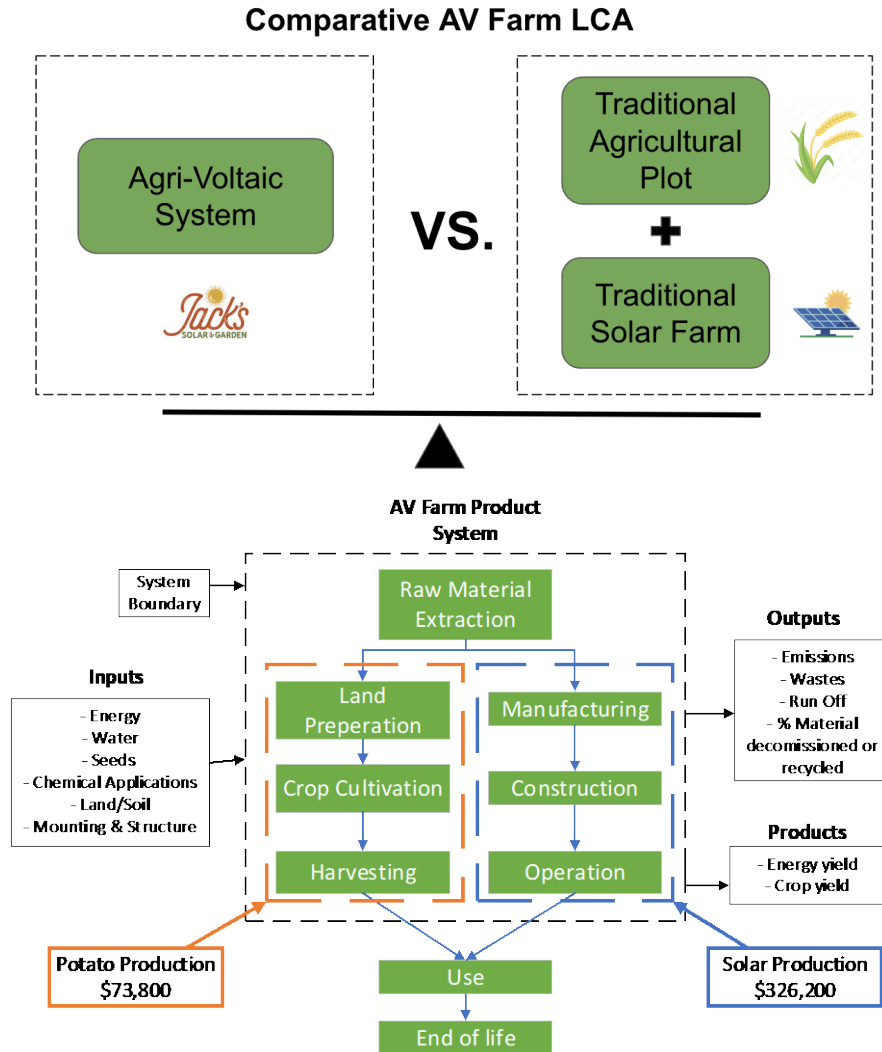 Comparative AV Farm LCA
Agri-Voltaic
System
Jack's
SOLAR & GARDEN
VS.
Traditional
Agricultural
Plot
Traditional
Solar Farm
AV Farm Product
System
System
Boundary
Raw Material
Extraction
Inputs
- Energy
- Water
- Seeds
- Chemical Applications
- Land/Soil
- Mounting & Structure
Land
Preperation
Crop Cultivation
Harvesting
Manufacturing
Construction
Operation
Outputs
- Emissions
- Wastes
- Run Off
- % Material
decomissioned or
recycled
Products
- Energy yield
- Crop yield
Potato Production
$73,800
Solar Production
$326,200
Use
End of life